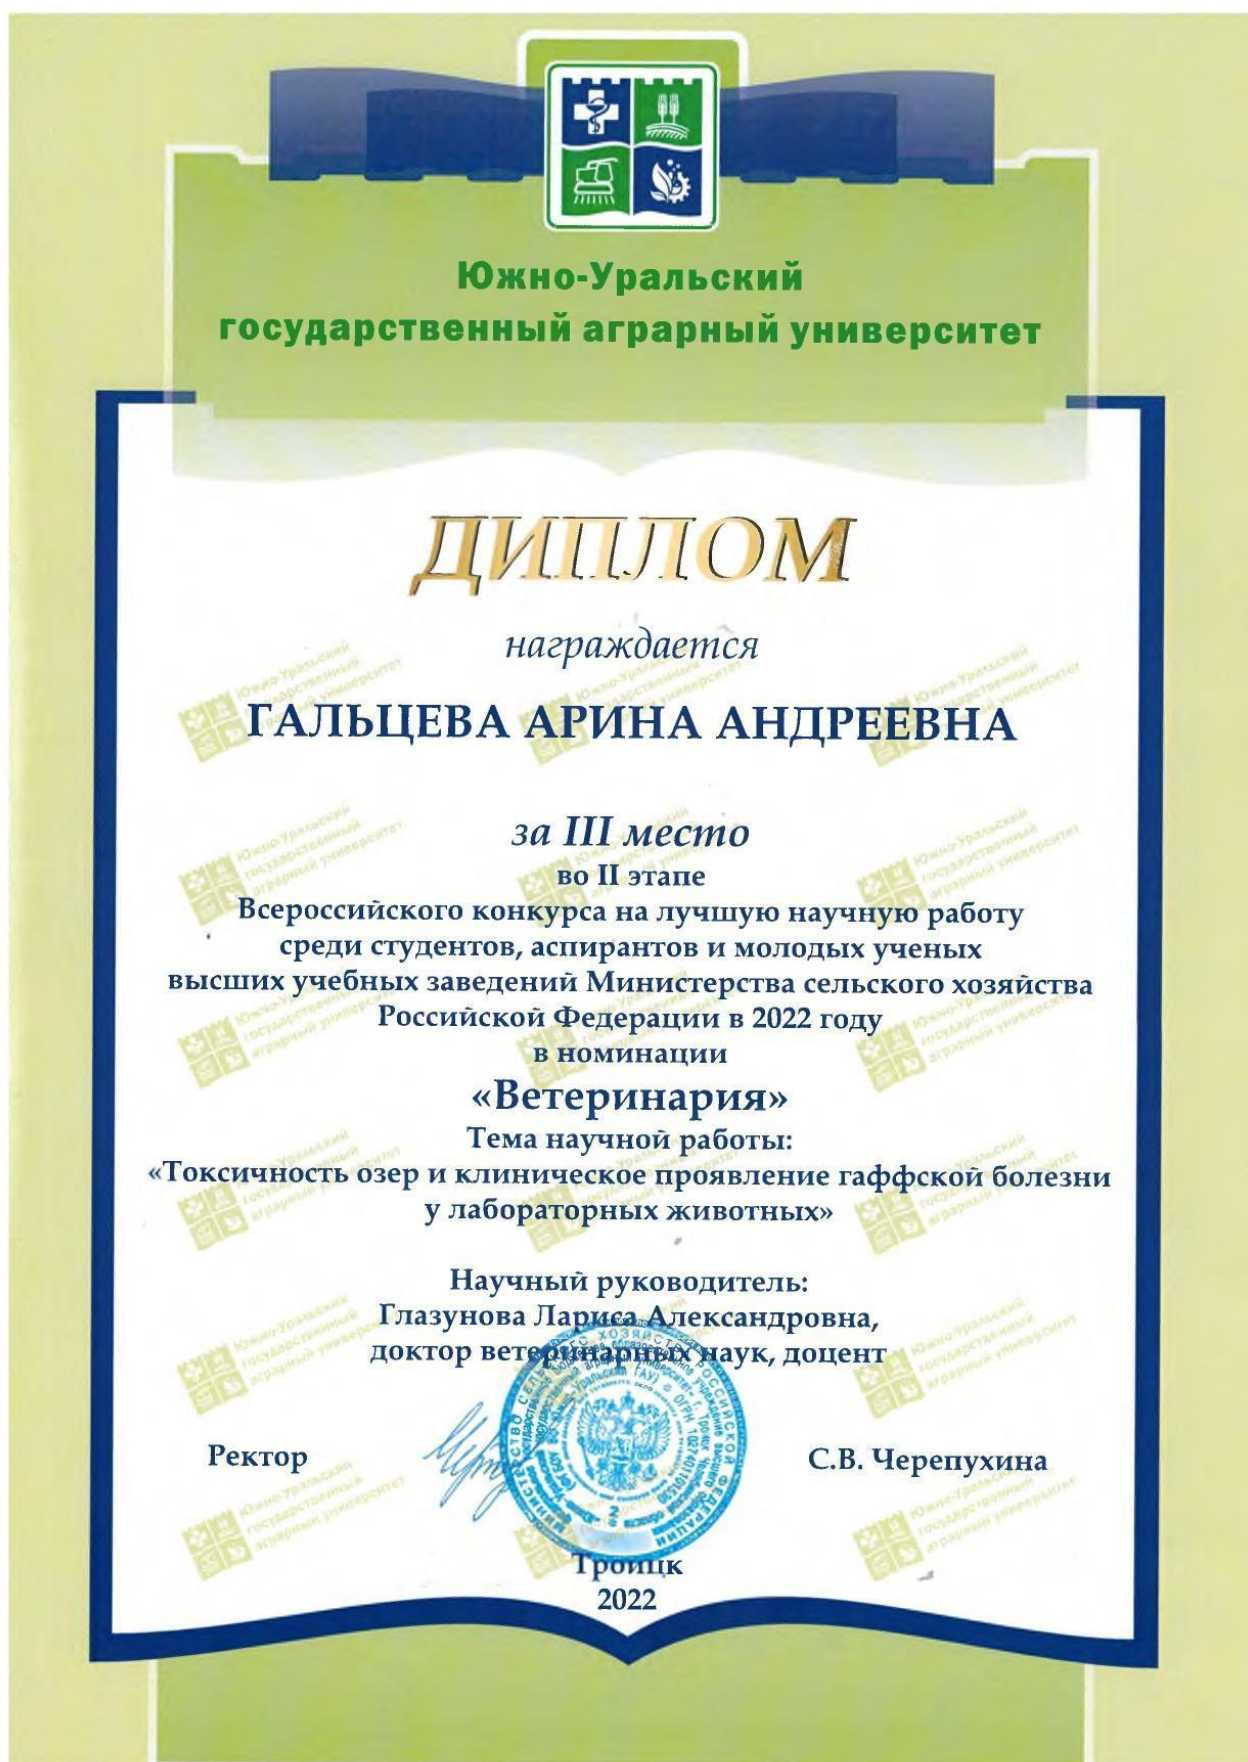 Южно-Уральский
государственный аграрный университет
ДИПЛОМ
награждается
ГАЛЬЦЕВА АРИНА АНДРЕЕВНА
за III место
во II этапе
Всероссийского конкурса на лучшую научную работу
среди студентов, аспирантов и молодых ученых
высших учебных заведений Министерства сельского хозяйства
Российской Федерации в 2022 году
в номинации
«Ветеринария»
Тема научной работы:
«Токсичность озер и клиническое проявление гаффской болезни
у лабораторных животных»
Научный руководитель:
Глазунова Лариса Александровна,
доктор ветеринарных наук, доцент
Ректор
С.В. Черепухина
Троицк
2022